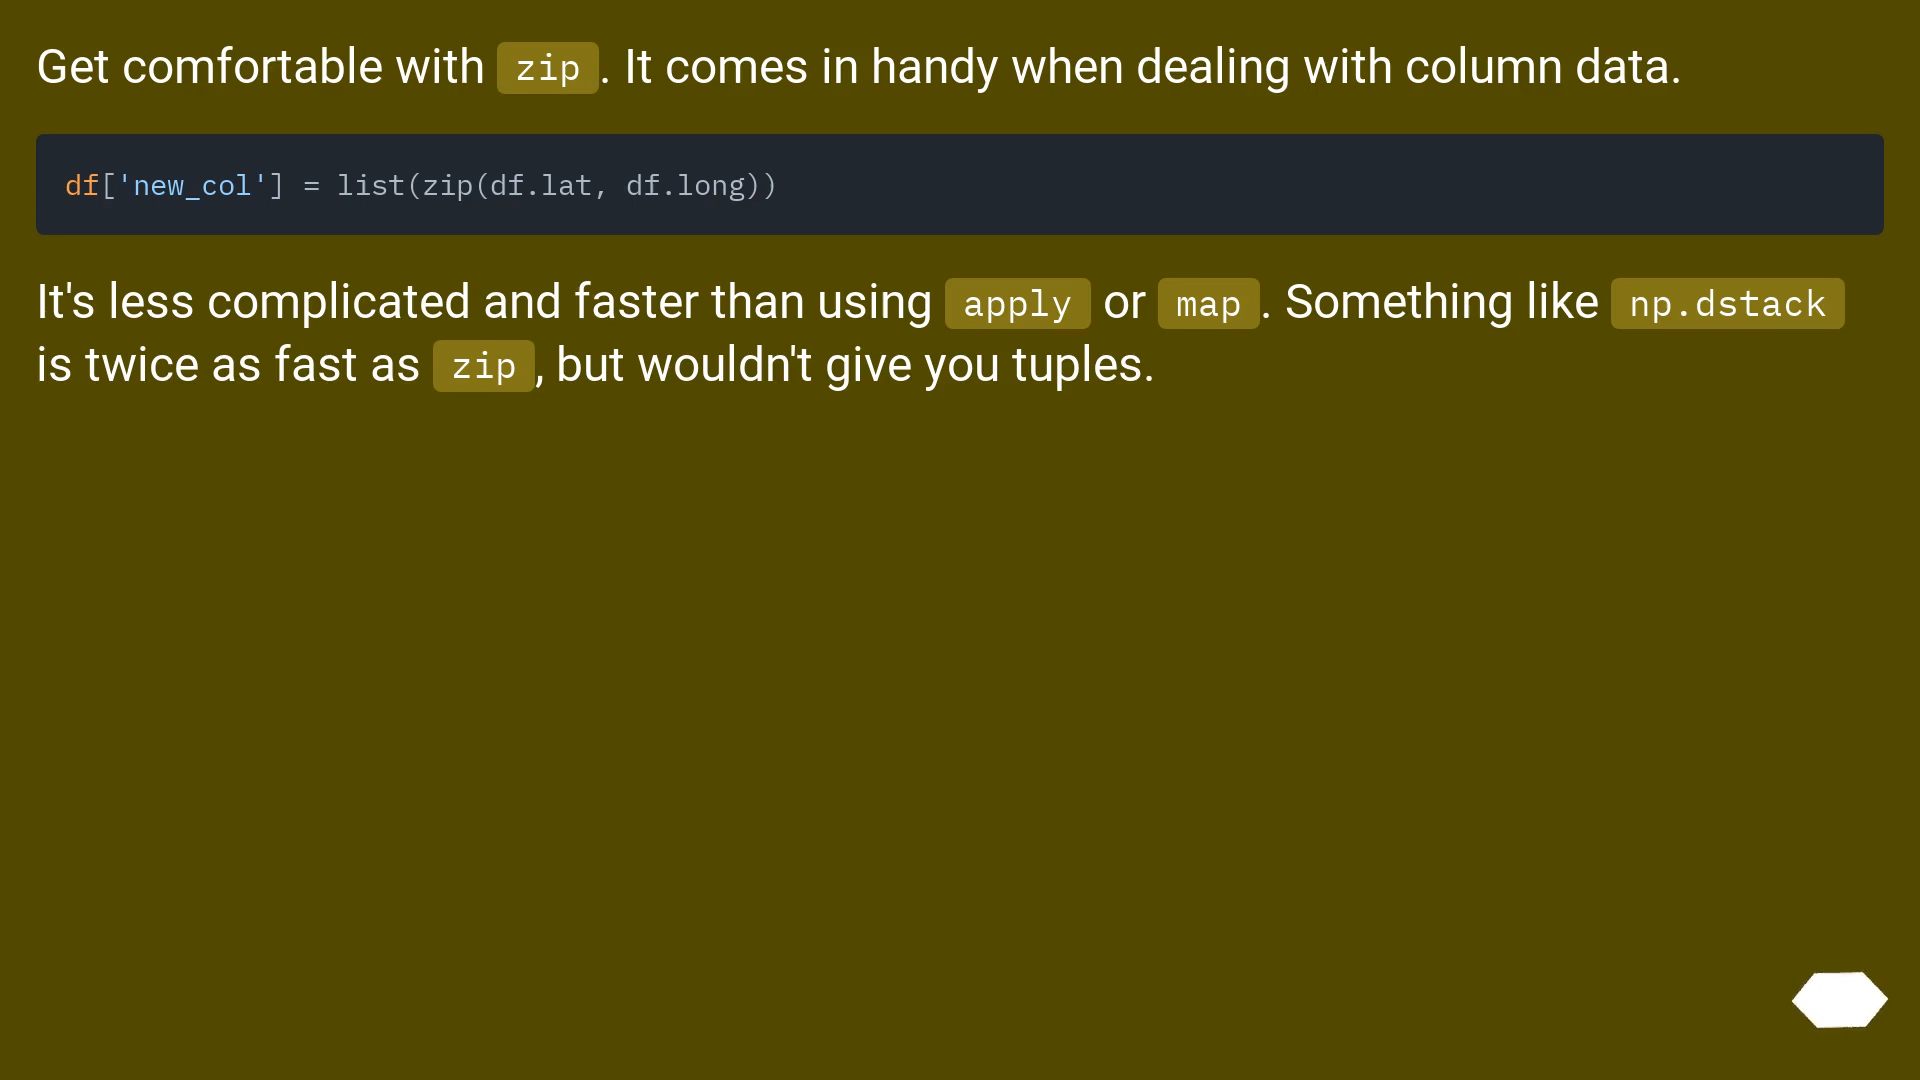 Get comfortable with zip. It comes in handy when dealing with column data.
df['new_col'] = list(zip(df.lat, df.long))
It's less complicated and faster than using apply or map. Something like np.dstack
is twice as fast as zip, but wouldn't give you tuples.